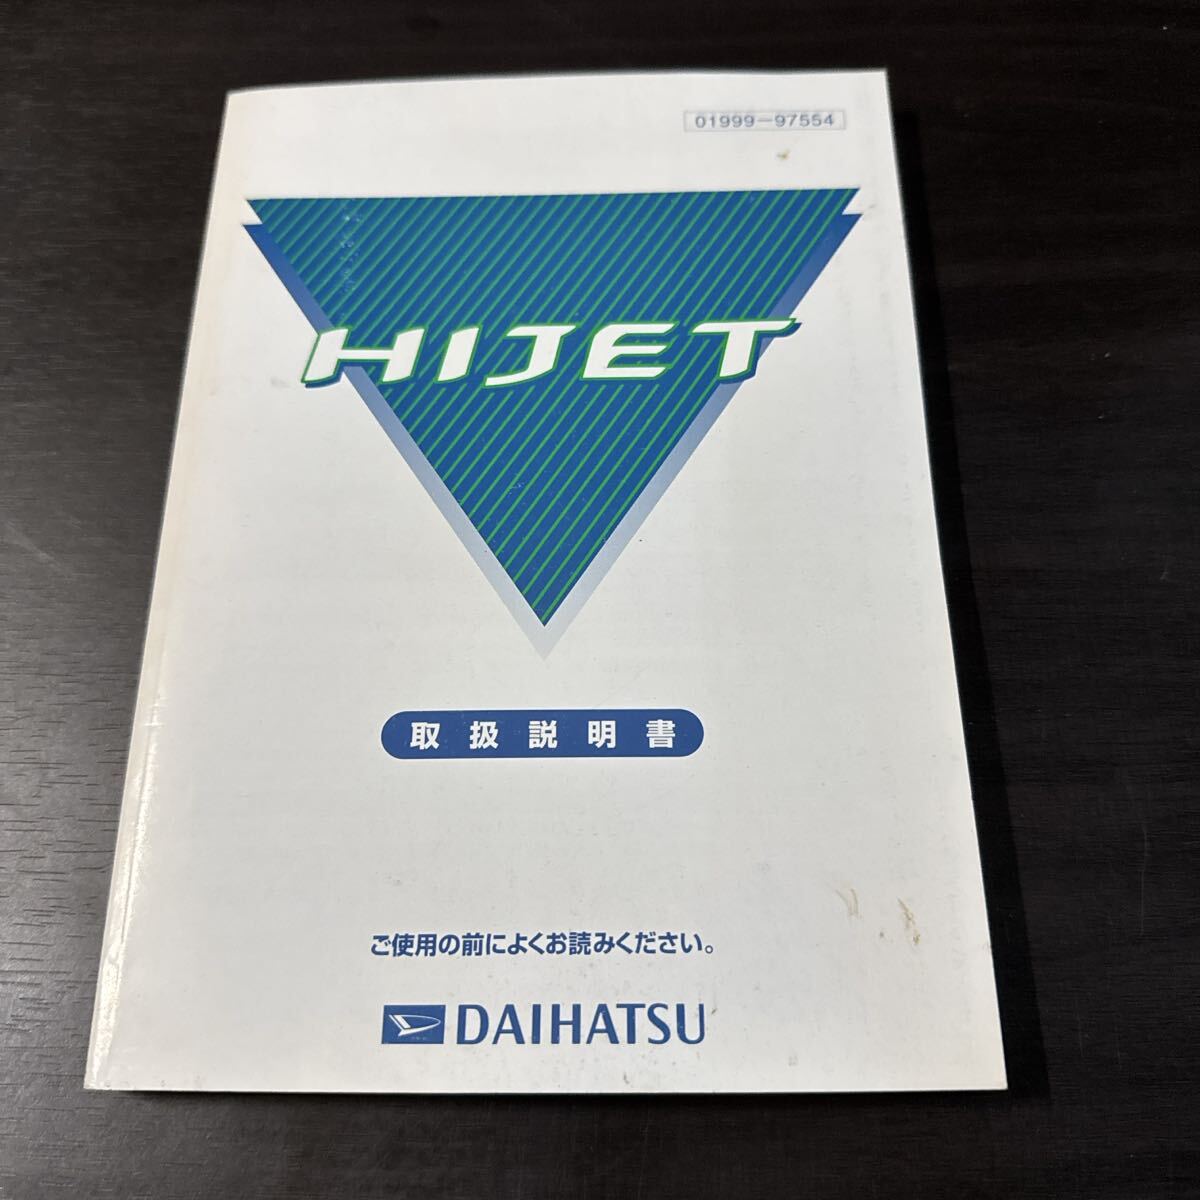 01999-97554
HIJET
取扱説明書
ご使用の前によくお読みください。
DAIHATSU